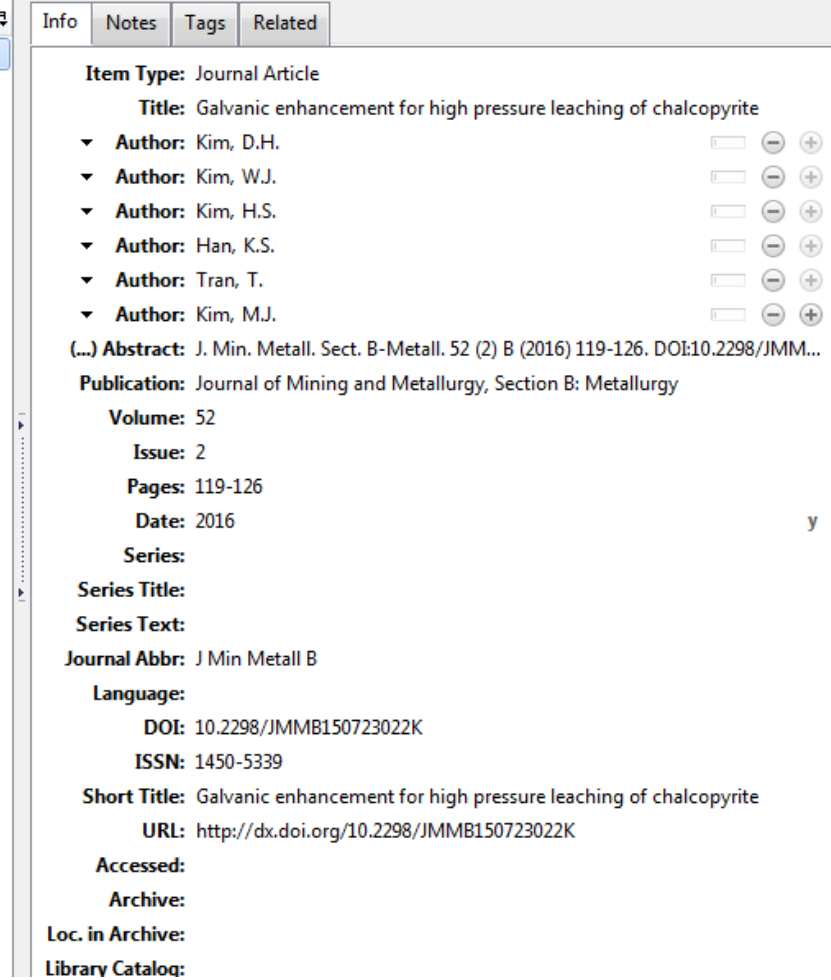 Info Notes Tags Related
Item Type: Journal Article
Title: Galvanic enhancement for high pressure leaching of chalcopyrite
Author: Kim, D.H.
Author: Kim, W.J.
Author: Kim, H.S.
Author: Han, K.S.
Author: Tran, T.
Author: Kim, M.J.
(...) Abstract: J. Min. Metall. Sect. B-Metall. 52 (2) B (2016) 119-126. DOI:10.2298/JMM...
Publication: Journal of Mining and Metallurgy, Section B: Metallurgy
Volume: 52
Issue: 2
Pages: 119-126
Date: 2016 y
Series:
Series Title:
Series Text:
Journal Abbr: J Min Metall B
Language:
DOI: 10.2298/JMMB150723022K
ISSN: 1450-5339
Short Title: Galvanic enhancement for high pressure leaching of chalcopyrite
URL: http://dx.doi.org/10.2298/JMMB150723022K
Accessed:
Archive:
Loc. in Archive:
Library Catalog: